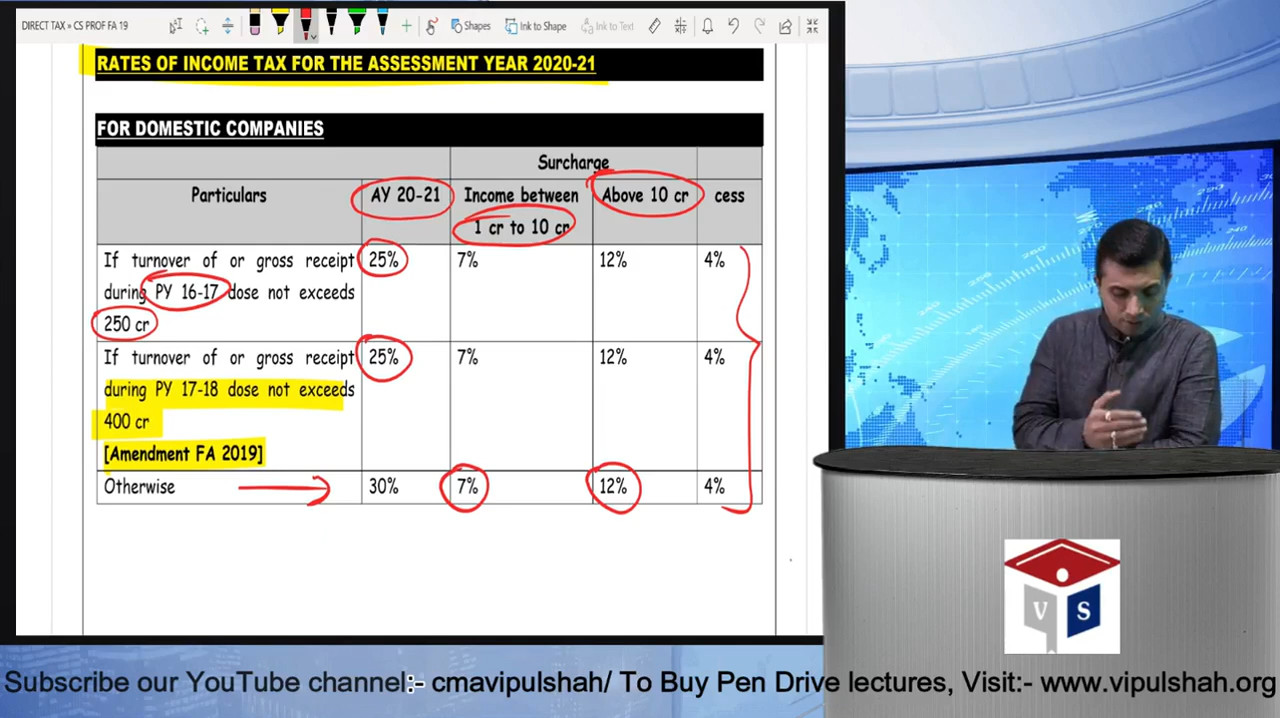 DIRECT TAX » CS PROF FA 19
Shapes
Ink to Shape
Ink to Text
RATES OF INCOME TAX FOR THE ASSESSMENT YEAR 2020-21
FOR DOMESTIC COMPANIES
Surcharge
Particulars AY 20-21 Income between Above 10 cr cess
1 cr to 10 cr
If turnover of or gross receipt 25% 7% 12% 4%
during PY 16-17 dose not exceeds
250 cr
If turnover of or gross receipt 25% 7% 12% 4%
during PY 17-18 dose not exceeds
400 cr
[Amendment FA 2019]
Otherwise 30% 7% 12% 4%
V S
Subscribe our YouTube channel:- cmavipulshah/ To Buy Pen Drive lectures, Visit:- www.vipulshah.org